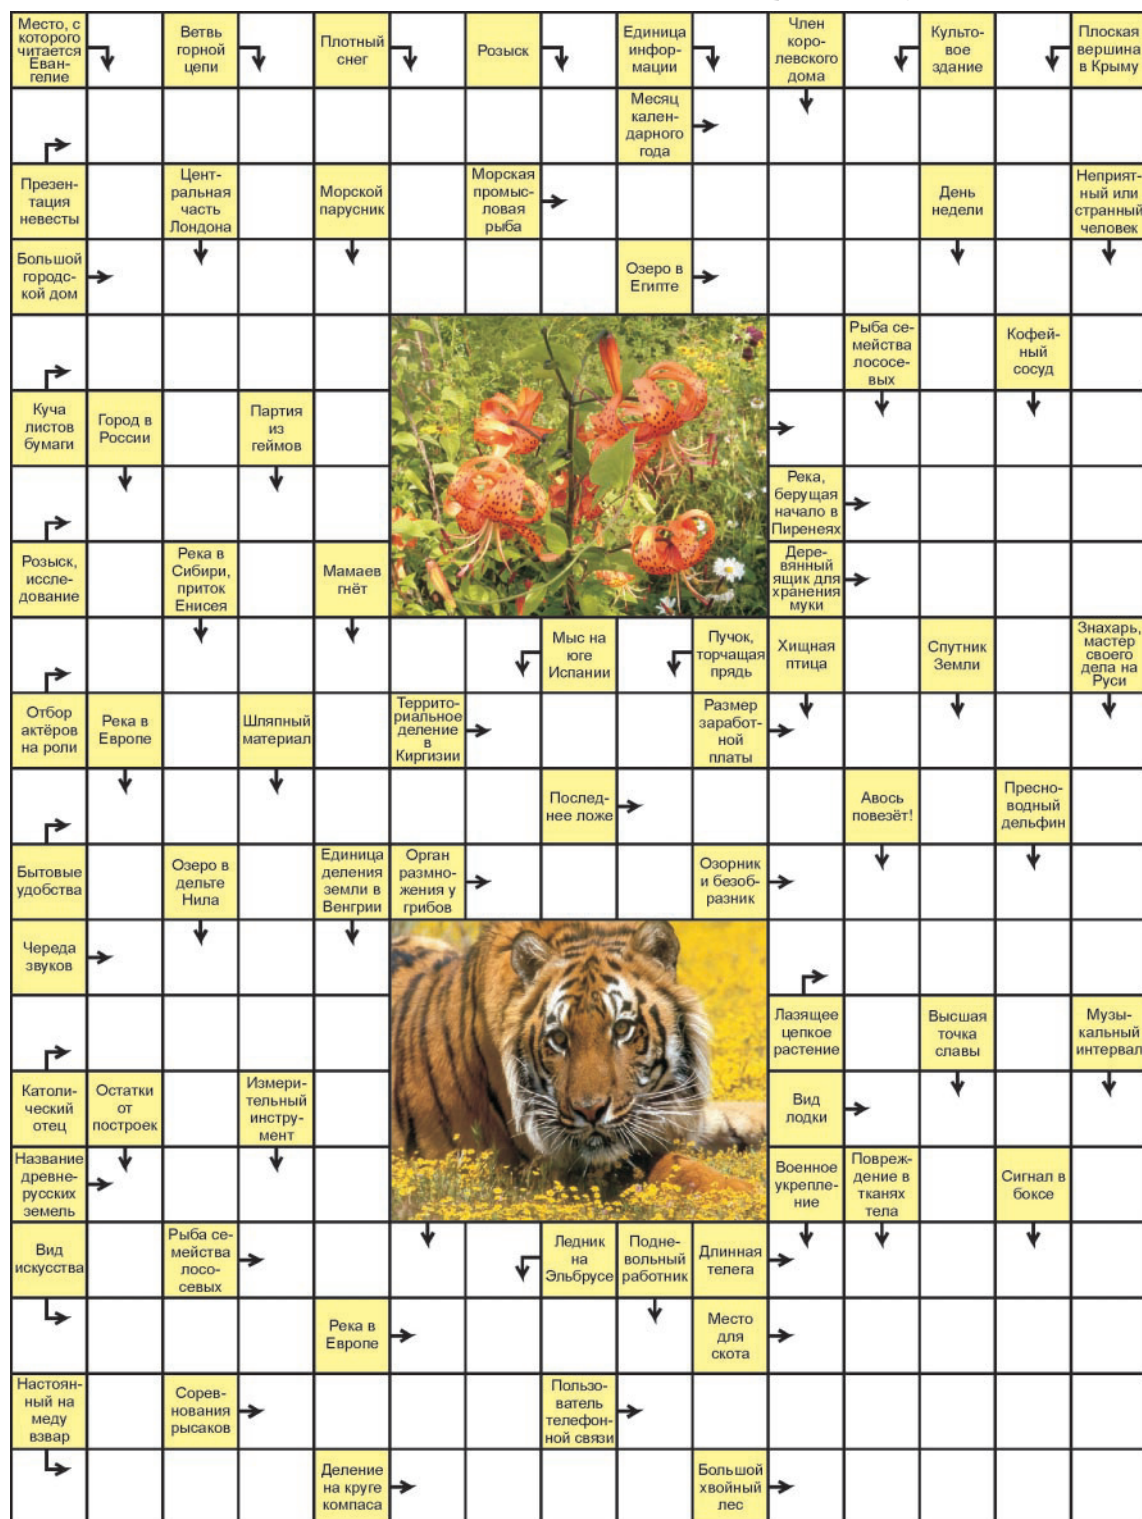 Место, с
которого
читается
Еван-
гелие
Ветвь
горной
цепи
Плотный
снег
Розыск
Единица
инфор-
мации
Член
коро-
левского
дома
Культо-
вое
здание
Плоская
вершина
в Крыму
Месяц
кален-
дарного
года
Презен-
тация
невесты
Цент-
ральная
часть
Лондона
Морской
парусник
Морская
промыс-
ловая
рыба
День
недели
Неприят-
ный или
странный
человек
Большой
городс-
кой дом
Озеро в
Египте
Рыба се-
мейства
лососе-
вых
Кофей-
ный
сосуд
Куча
листов
бумаги
Город в
России
Партия
из
геймов
Река,
берущая
начало в
Пиренеях
Розыск,
иссле-
дование
Река в
Сибири,
приток
Енисея
Мамаев
гнёт
Дере-
вянный
ящик для
хранения
муки
Мыс на
юге
Испании
Пучок,
торчащая
прядь
Хищная
птица
Спутник
Земли
Знахарь,
мастер
своего
дела на
Руси
Отбор
актёров
на роли
Река в
Европе
Шляпный
материал
Террито-
риальное
деление
в
Киргизии
Размер
заработ-
ной
платы
Послед-
нее ложе
Авось
повезёт!
Пресно-
водный
дельфин
Бытовые
удобства
Озеро в
дельте
Нила
Единица
деления
земли в
Венгрии
Орган
размно-
жения у
грибов
Озорник
и безоб-
разник
Череда
звуков
Лазящее
цепкое
растение
Высшая
точка
славы
Музы-
кальный
интервал
Католи-
ческий
отец
Остатки
от
построек
Измери-
тельный
инстру-
мент
Вид
лодки
Название
древне-
русских
земель
Военное
укрепле-
ние
Повреж-
дение в
тканях
тела
Сигнал в
боксе
Вид
искусства
Рыба се-
мейства
лосо-
севых
Ледник
на
Эльбрусе
Подне-
вольный
работник
Длинная
телега
Река в
Европе
Место
для
скота
Настоян-
ный на
меду
взвар
Сорев-
нования
рысаков
Пользо-
ватель
телефон-
ной связи
Деление
на круге
компаса
Большой
хвойный
лес